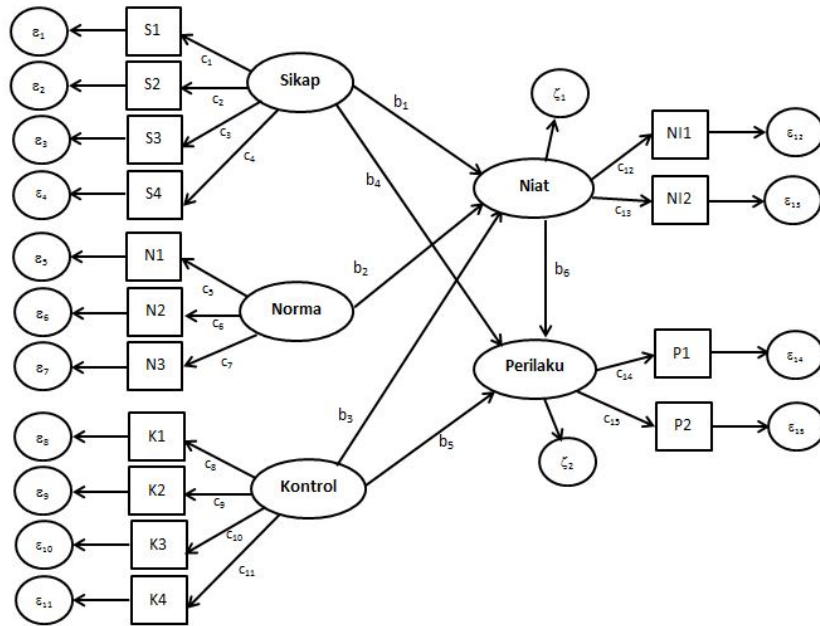 ε₁ S1 c₁
ε₂ S2 c₂
ε₃ S3 c₃
ε₄ S4 c₄
Sikap
b₁
b₄
ζ₁
Niat
c₁₂ NI1 ε₁₂
c₁₃ NI2 ε₁₃
ε₅ N1 c₅
ε₆ N2 c₆
ε₇ N3 c₇
Norma
b₂
b₆
b₃
Perilaku
c₁₄ P1 ε₁₄
c₁₅ P2 ε₁₅
ζ₂
b₅
ε₈ K1 c₈
ε₉ K2 c₉
ε₁₀ K3 c₁₀
ε₁₁ K4 c₁₁
Kontrol